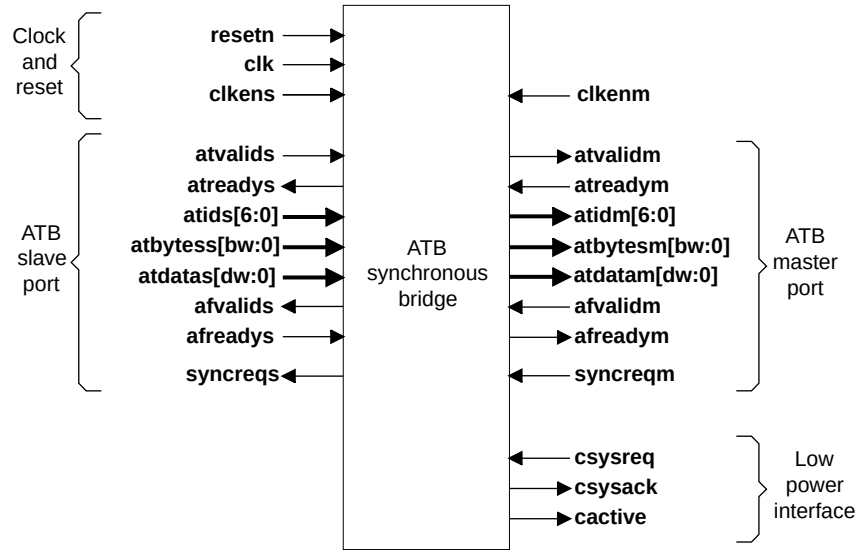 Clock
and
reset
resetn
clk
clkens
clkenm
ATB
slave
port
atvalids
atreadys
atids[6:0]
atbytess[bw:0]
atdatas[dw:0]
afvalids
afreadys
syncreqs
ATB
synchronous
bridge
atvalidm
atreadym
atidm[6:0]
atbytesm[bw:0]
atdatam[dw:0]
afvalidm
afreadym
syncreqm
ATB
master
port
csysreq
csysack
cactive
Low
power
interface